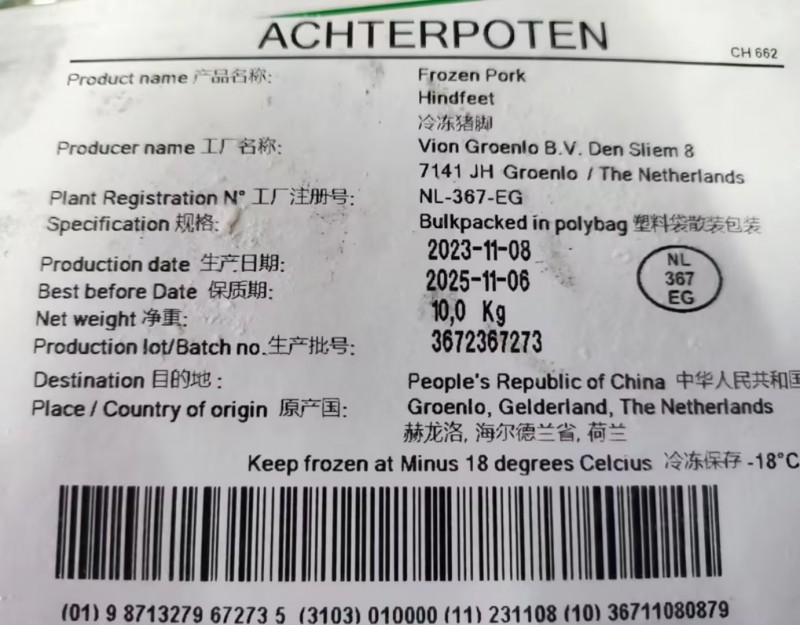 ACHTERPOTEN
CH 662
Product name 产品名称: Frozen Pork
Hindfeet
冷冻猪脚
Producer name 工厂名称: Vion Groenlo B.V. Den Sliem 8
7141 JH Groenlo / The Netherlands
Plant Registration N° 工厂注册号: NL-367-EG
Specification 规格: Bulkpacked in polybag 塑料袋散装包装
Production date 生产日期: 2023-11-08
Best before Date 保质期: 2025-11-06
Net weight 净重: 10,0 Kg
Production lot/Batch no.生产批号: 3672367273
NL
367
EG
Destination 目的地: People's Republic of China 中华人民共和国
Place / Country of origin 原产国: Groenlo, Gelderland, The Netherlands
赫龙洛, 海尔德兰省, 荷兰
Keep frozen at Minus 18 degrees Celcius 冷冻保存 -18°C
(01) 9 8713279 67273 5 (3103) 010000 (11) 231108 (10) 36711080879